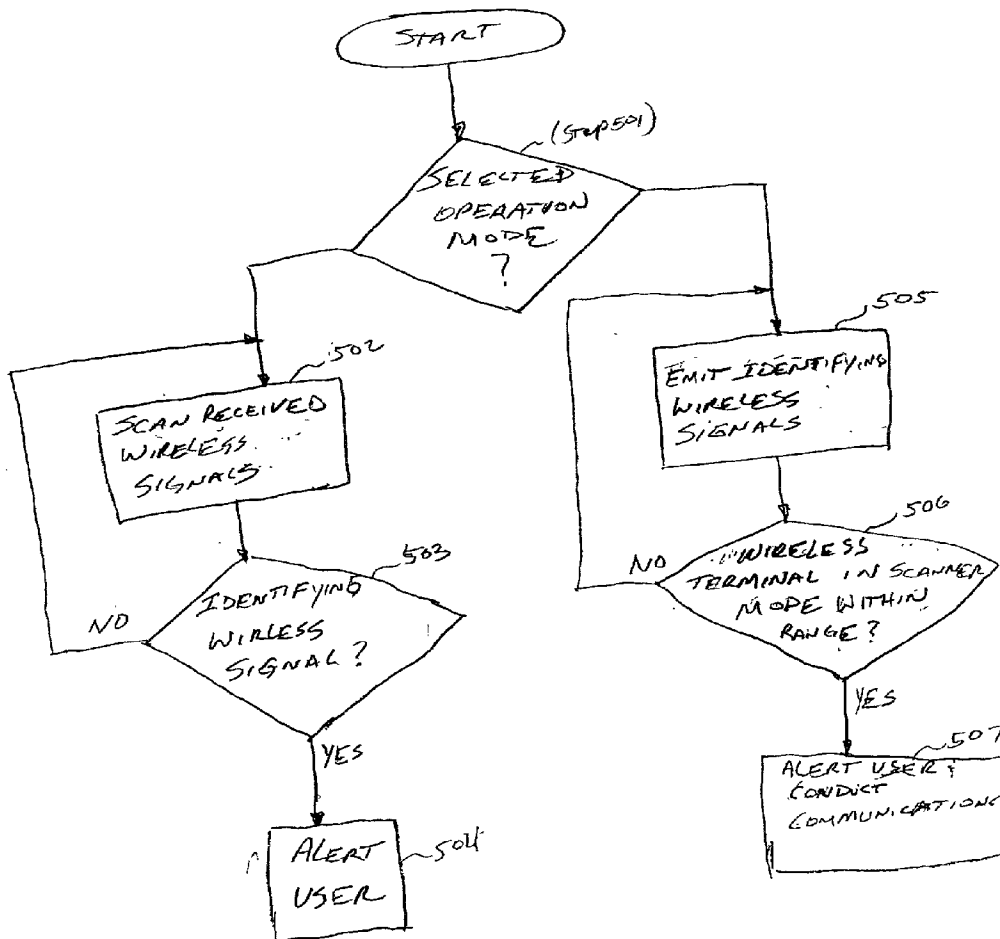 START
(Step 501)
SELECTED
OPERATION
MODE
?
502
SCAN RECEIVED
WIRELESS
SIGNALS
503
IDENTIFYING
WIRLESS
SIGNAL?
NO
YES
ALERT
USER
504
505
EMIT IDENTIFYING
WIRELESS
SIGNALS
506
WIRELESS
TERMINAL IN SCANNER
MODE WITHIN
RANGE?
NO
YES
507
ALERT USER;
CONDUCT
COMMUNICATIONS